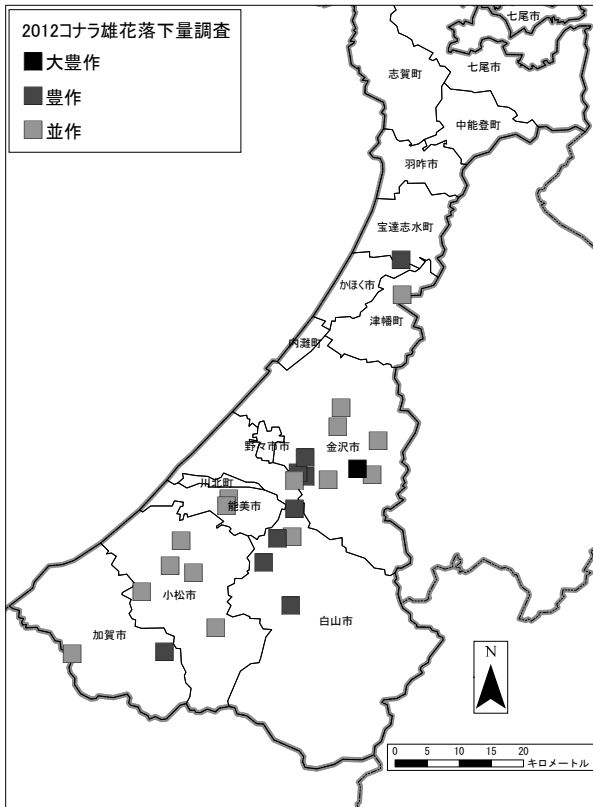 2012コナラ雄花落下量調査
大豊作
豊作
並作
七尾市
志賀町
七尾市
中能登町
羽咋市
宝達志水町
かほく市
津幡町
内灘町
野々市市
金沢市
川北町
能美市
小松市
白山市
加賀市
N
0 5 10 15 20
キロメートル